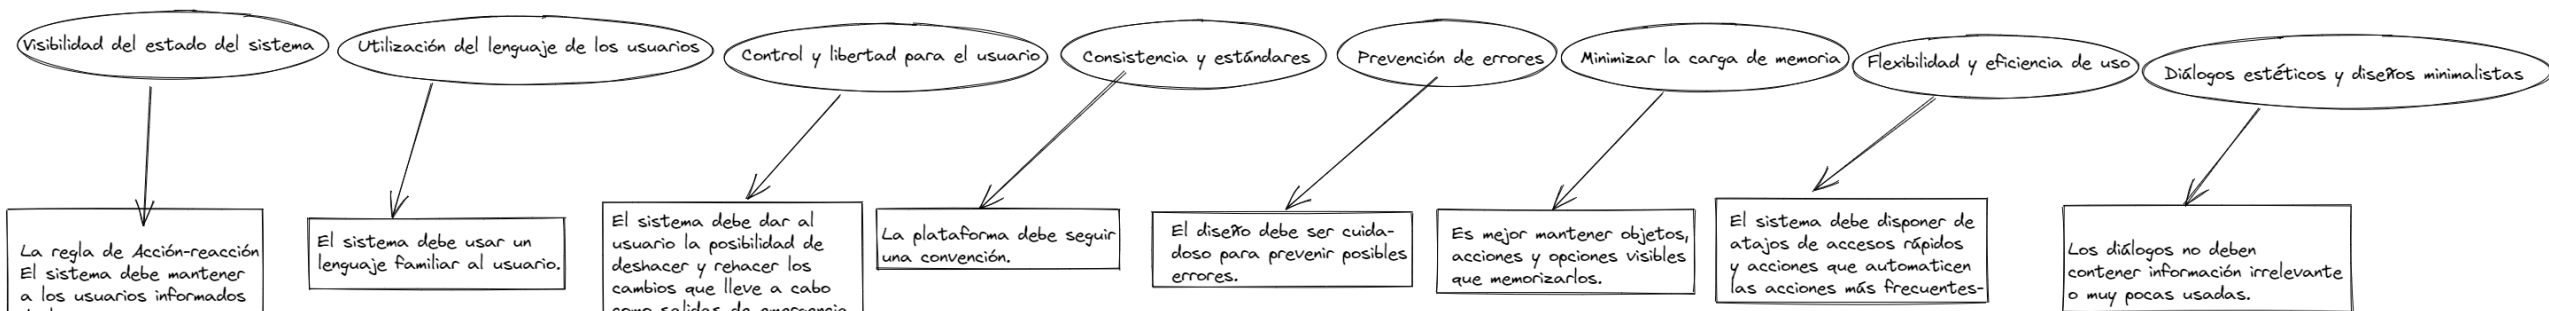 Visibilidad del estado del sistema
Utilización del lenguaje de los usuarios
Control y libertad para el usuario
Consistencia y estándares
Prevención de errores
Minimizar la carga de memoria
Flexibilidad y eficiencia de uso
Diálogos estéticos y diseños minimalistas
La regla de Acción-reacción
El sistema debe mantener
a los usuarios informados
El sistema debe usar un
lenguaje familiar al usuario.
El sistema debe dar al
usuario la posibilidad de
deshacer y rehacer los
cambios que lleve a cabo
como salidas de emergencia
La plataforma debe seguir
una convención.
El diseño debe ser cuida-
doso para prevenir posibles
errores.
Es mejor mantener objetos,
acciones y opciones visibles
que memorizarlos.
El sistema debe disponer de
atajos de accesos rápidos
y acciones que automaticen
las acciones más frecuentes-
Los diálogos no deben
contener información irrelevante
o muy pocas usadas.